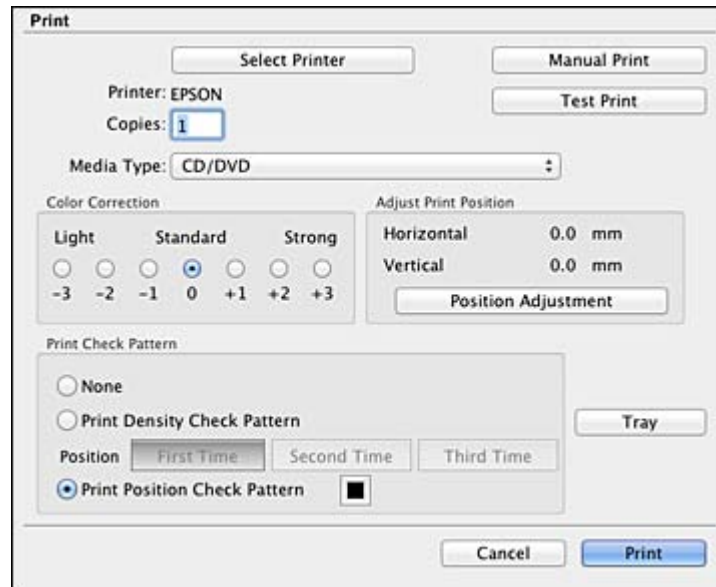 Print
Select Printer
Manual Print
Printer: EPSON
Test Print
Copies: 1
Media Type: CD/DVD
Color Correction
Adjust Print Position
Light Standard Strong
Horizontal 0.0 mm
-3 -2 -1 0 +1 +2 +3
Vertical 0.0 mm
Position Adjustment
Print Check Pattern
None
Print Density Check Pattern
Tray
Position First Time Second Time Third Time
Print Position Check Pattern
Cancel Print